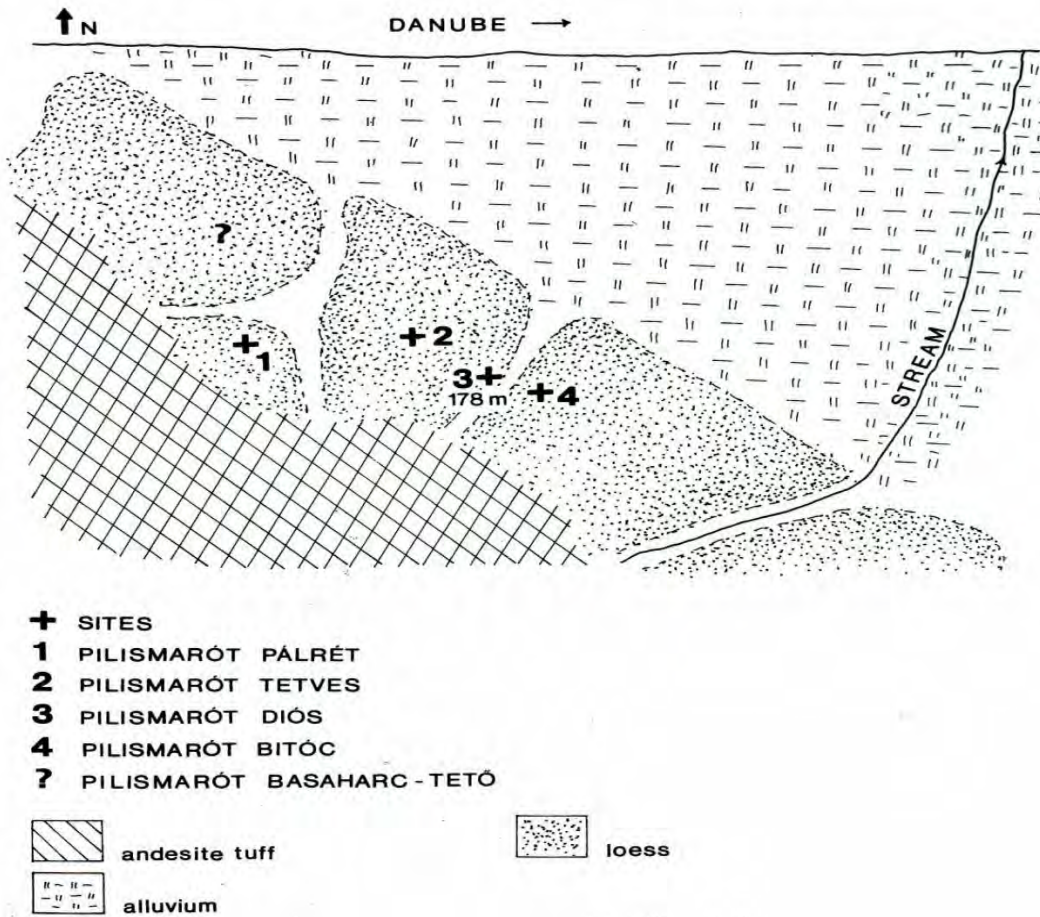 N
DANUBE
?
2
1
3
178 m
4
STREAM
SITES
1 PILISMARÓT PÁLRÉT
2 PILISMARÓT TETVES
3 PILISMARÓT DIÓS
4 PILISMARÓT BITÓC
? PILISMARÓT BASAHARC-TETŐ
andesite tuff
loess
alluvium